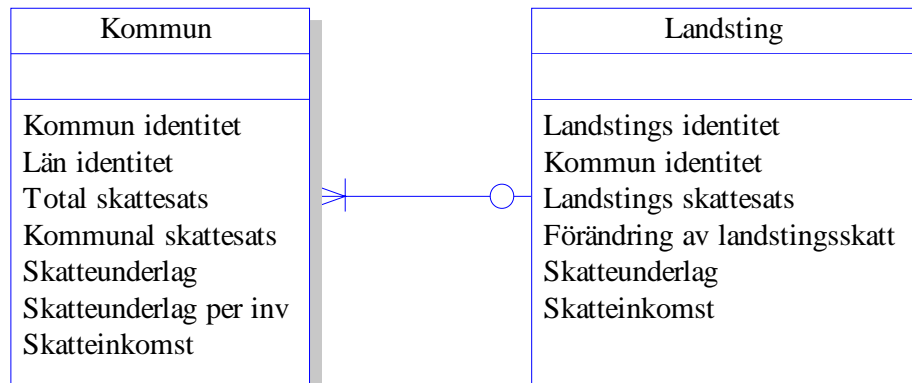 Kommun
Kommun identitet
Län identitet
Total skattesats
Kommunal skattesats
Skatteunderlag
Skatteunderlag per inv
Skatteinkomst
Landsting
Landstings identitet
Kommun identitet
Landstings skattesats
Förändring av landstingsskatt
Skatteunderlag
Skatteinkomst